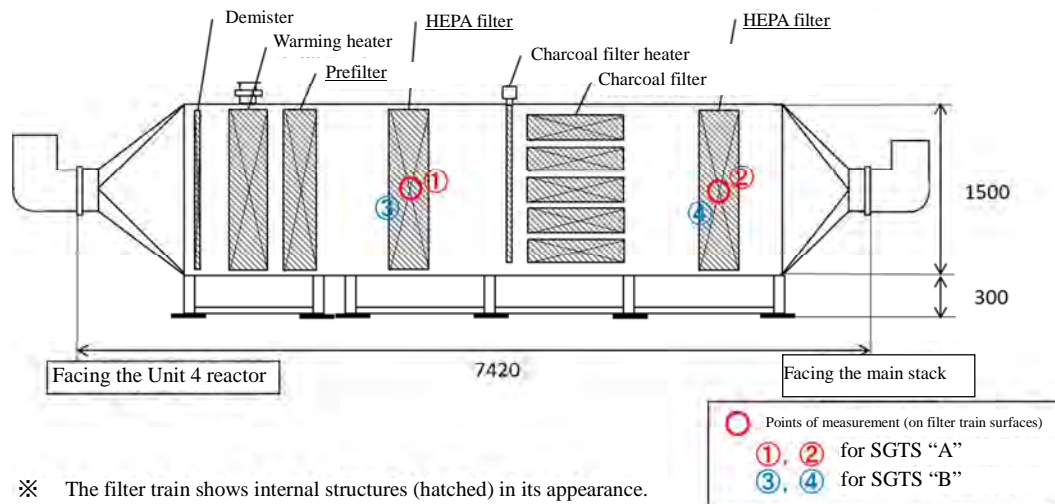 Demister
HEPA filter
HEPA filter
Warming heater
Charcoal filter heater
Prefilter
Charcoal filter
①
②
③
④
1500
300
7420
Facing the Unit 4 reactor
Facing the main stack
Points of measurement (on filter train surfaces)
①, ② for SGTS “A”
③, ④ for SGTS “B”
※ The filter train shows internal structures (hatched) in its appearance.